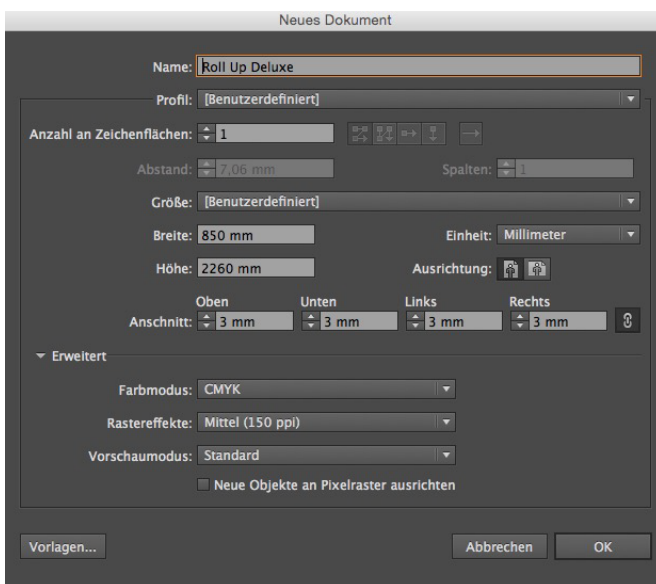 Neues Dokument
Name: Roll Up Deluxe
Profil: [Benutzerdefiniert]
Anzahl an Zeichenflächen: 1
Abstand: 7,06 mm Spalten: 1
Größe: [Benutzerdefiniert]
Breite: 850 mm Einheit: Millimeter
Höhe: 2260 mm Ausrichtung:
Oben Unten Links Rechts
Anschnitt: 3 mm 3 mm 3 mm 3 mm
Erweitert
Farbmodus: CMYK
Rastereffekte: Mittel (150 ppi)
Vorschaumodus: Standard
Neue Objekte an Pixelraster ausrichten
Vorlagen... Abbrechen OK